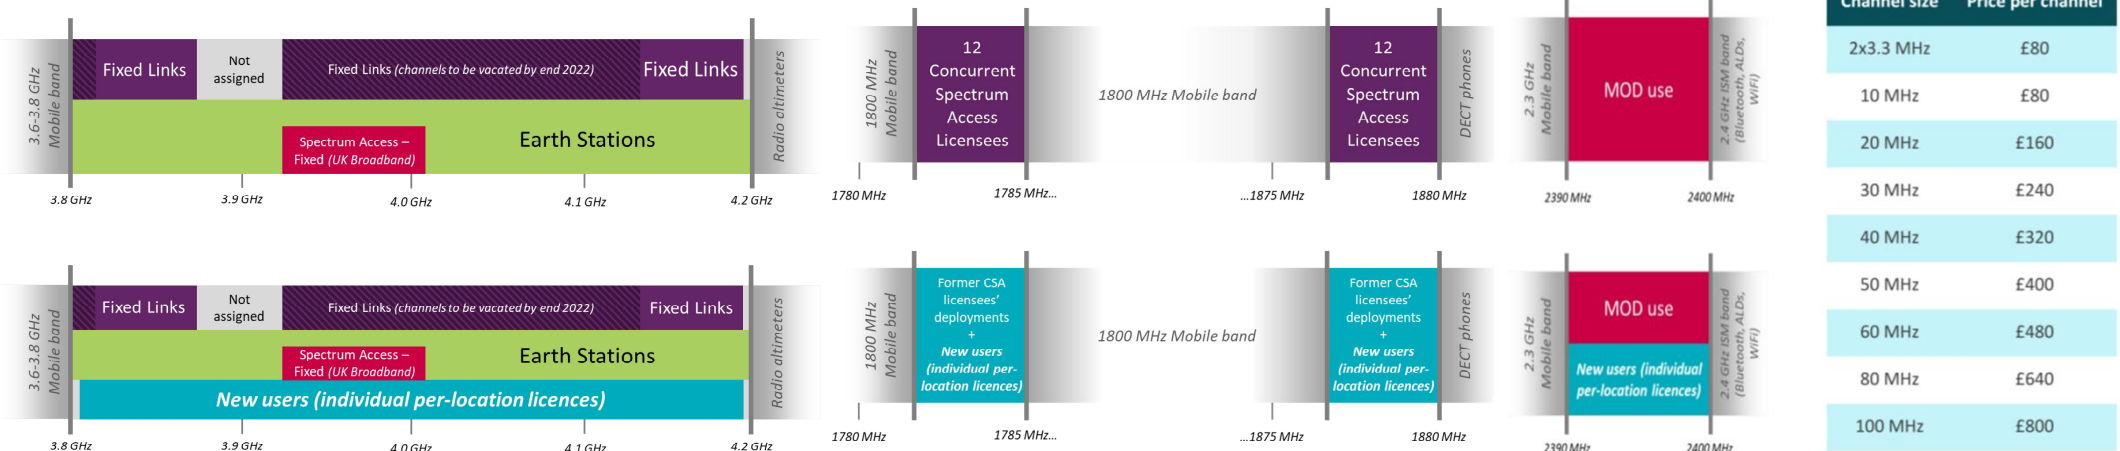 3.6-3.8 GHz
Mobile band
Fixed Links
Not
assigned
Fixed Links (channels to be vacated by end 2022)
Fixed Links
Spectrum Access –
Fixed (UK Broadband)
Earth Stations
Radio altimeters
3.8 GHz
3.9 GHz
4.0 GHz
4.1 GHz
4.2 GHz
1800 MHz
Mobile band
12
Concurrent
Spectrum
Access
Licensees
1800 MHz Mobile band
12
Concurrent
Spectrum
Access
Licensees
DECT phones
1780 MHz
1785 MHz...
...1875 MHz
1880 MHz
2.3 GHz
Mobile band
MOD use
2.4 GHz ISM band
(Bluetooth, ALDs,
WiFi)
2390 MHz
2400 MHz
3.6-3.8 GHz
Mobile band
Fixed Links
Not
assigned
Fixed Links (channels to be vacated by end 2022)
Fixed Links
Spectrum Access –
Fixed (UK Broadband)
Earth Stations
New users (individual per-location licences)
Radio altimeters
3.8 GHz
3.9 GHz
4.0 GHz
4.1 GHz
4.2 GHz
1800 MHz
Mobile band
Former CSA
licensees'
deployments
+
New users
(individual per-
location licences)
1800 MHz Mobile band
Former CSA
licensees'
deployments
+
New users
(individual per-
location licences)
DECT phones
1780 MHz
1785 MHz...
...1875 MHz
1880 MHz
2.3 GHz
Mobile band
MOD use
New users (individual
per-location licences)
2.4 GHz ISM band
(Bluetooth, ALDs,
WiFi)
2390 MHz
2400 MHz
Channel size Price per channel
2x3.3 MHz £80
10 MHz £80
20 MHz £160
30 MHz £240
40 MHz £320
50 MHz £400
60 MHz £480
80 MHz £640
100 MHz £800